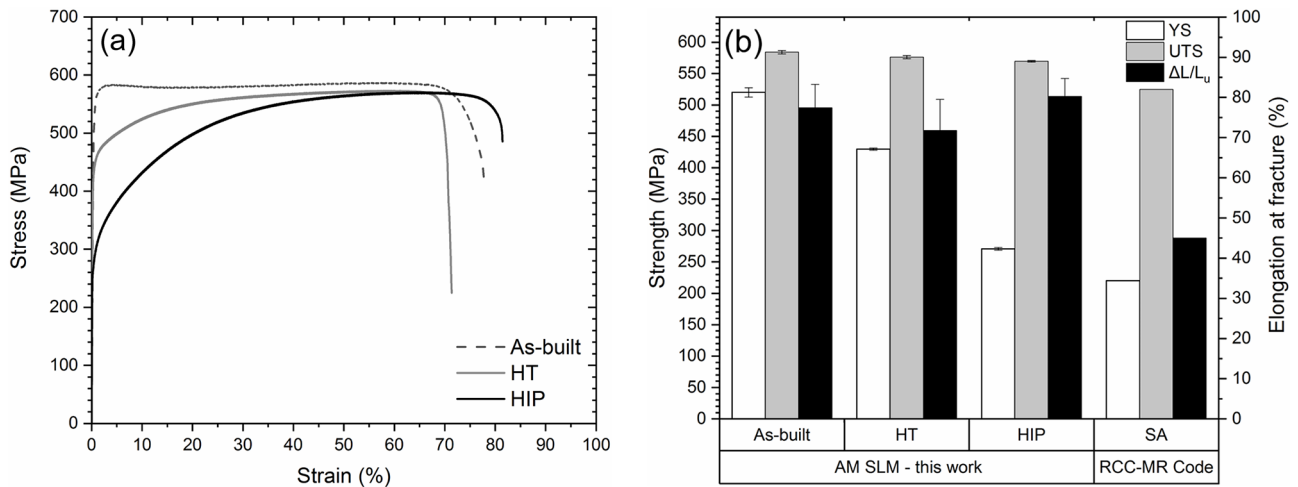 (a)
700
600
500
400
300
200
100
0
Stress (MPa)
0 10 20 30 40 50 60 70 80 90 100
Strain (%)
As-built
HT
HIP
(b)
YS
UTS
ΔL/Lu
600
550
500
450
400
350
300
250
200
150
100
50
0
Strength (MPa)
100
90
80
70
60
50
40
30
20
10
0
Elongation at fracture (%)
As-built HT HIP SA
AM SLM - this work RCC-MR Code